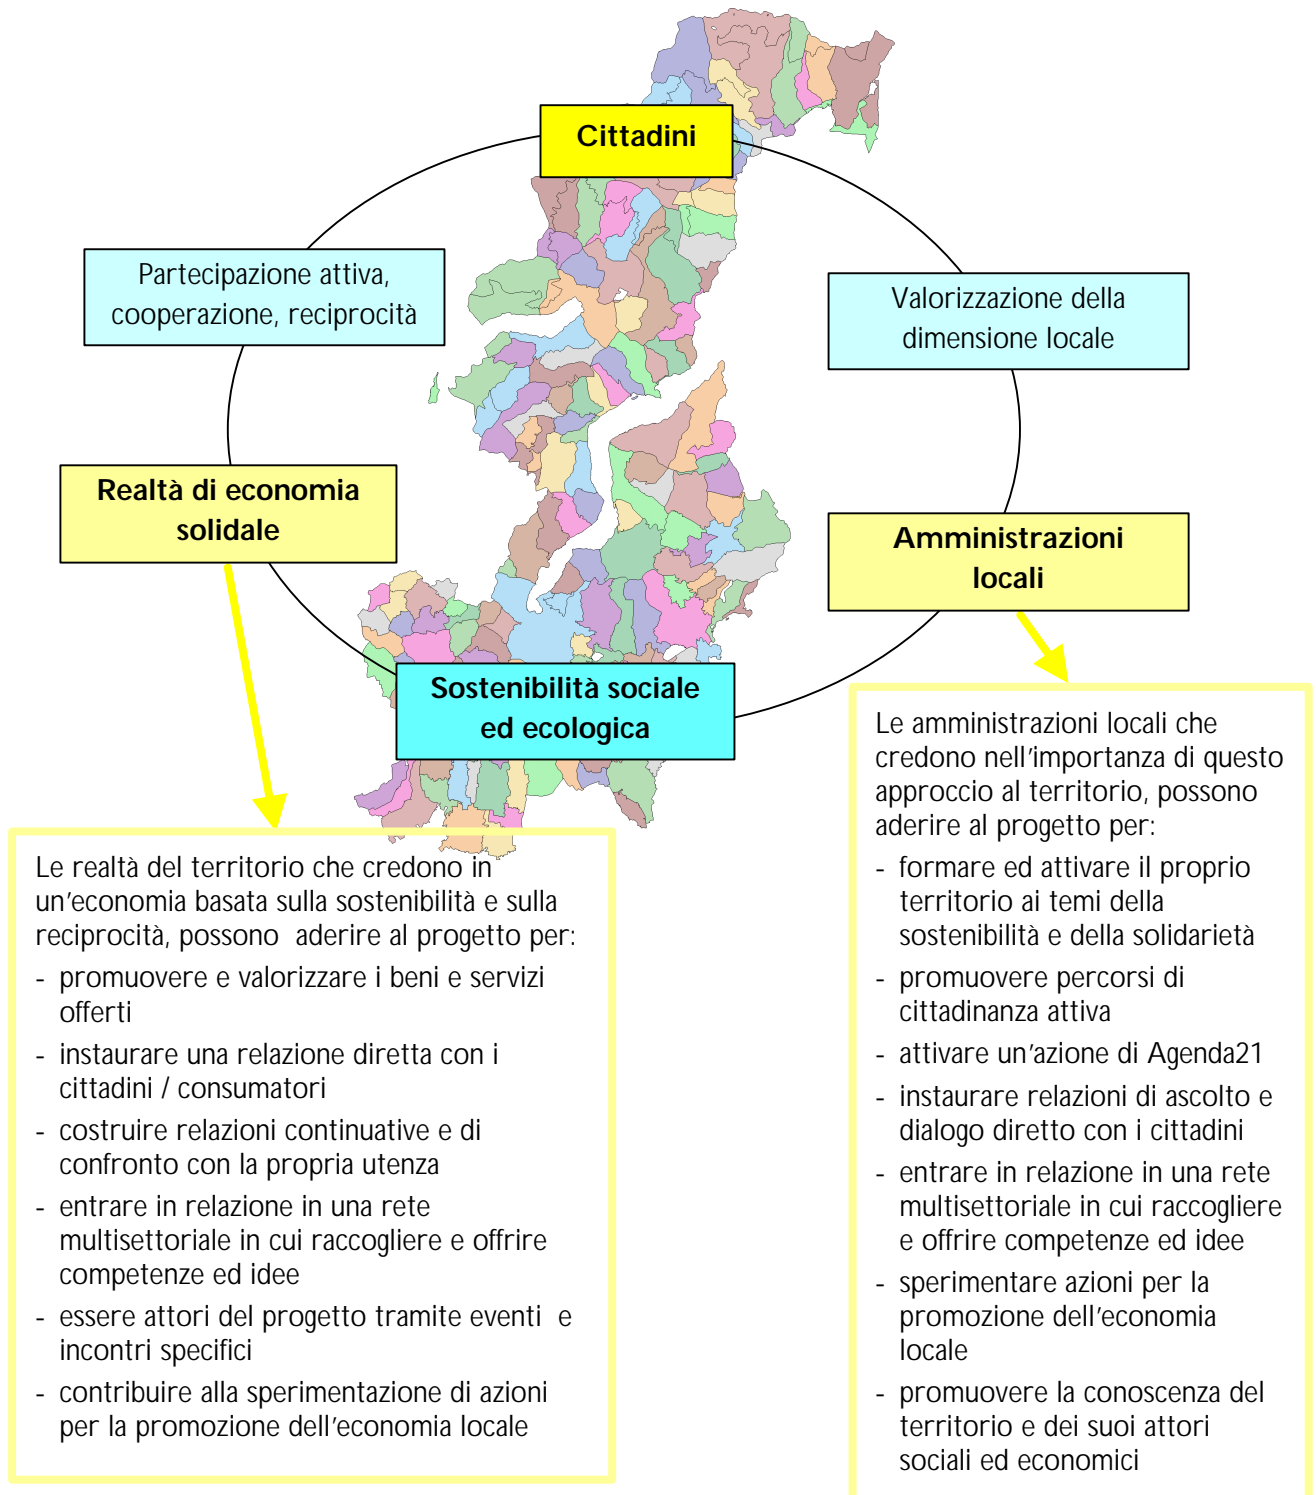 Cittadini
Partecipazione attiva,
cooperazione, reciprocità
Valorizzazione della
dimensione locale
Realtà di economia
solidale
Amministrazioni
locali
Sostenibilità sociale
ed ecologica
Le realtà del territorio che credono in
un'economia basata sulla sostenibilità e sulla
reciprocità, possono aderire al progetto per:
- promuovere e valorizzare i beni e servizi
offerti
- instaurare una relazione diretta con i
cittadini / consumatori
- costruire relazioni continuative e di
confronto con la propria utenza
- entrare in relazione in una rete
multisettoriale in cui raccogliere e offrire
competenze ed idee
- essere attori del progetto tramite eventi e
incontri specifici
- contribuire alla sperimentazione di azioni
per la promozione dell'economia locale
Le amministrazioni locali che
credono nell'importanza di questo
approccio al territorio, possono
aderire al progetto per:
- formare ed attivare il proprio
territorio ai temi della
sostenibilità e della solidarietà
- promuovere percorsi di
cittadinanza attiva
- attivare un'azione di Agenda21
- instaurare relazioni di ascolto e
dialogo diretto con i cittadini
- entrare in relazione in una rete
multisettoriale in cui raccogliere
e offrire competenze ed idee
- sperimentare azioni per la
promozione dell'economia
locale
- promuovere la conoscenza del
territorio e dei suoi attori
sociali ed economici